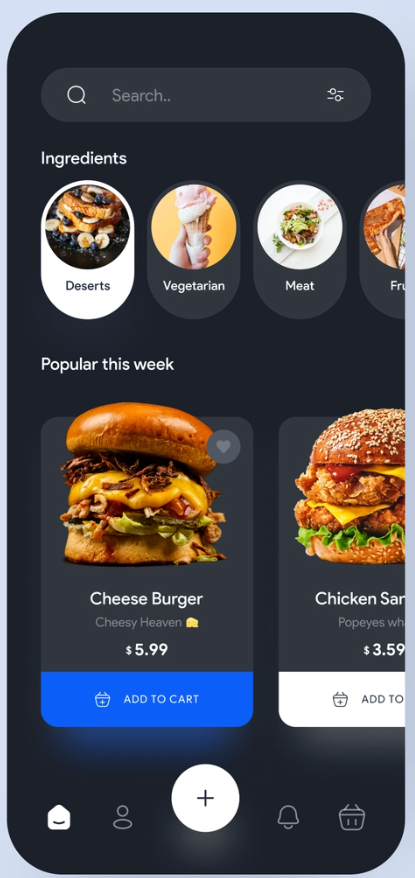 Search..
Ingredients
Deserts
Vegetarian
Meat
Fru
Popular this week
Cheese Burger
Chicken Sar
Cheesy Heaven 🧀
Popeyes wh
$ 5.99
$ 3.59
ADD TO CART
ADD TO